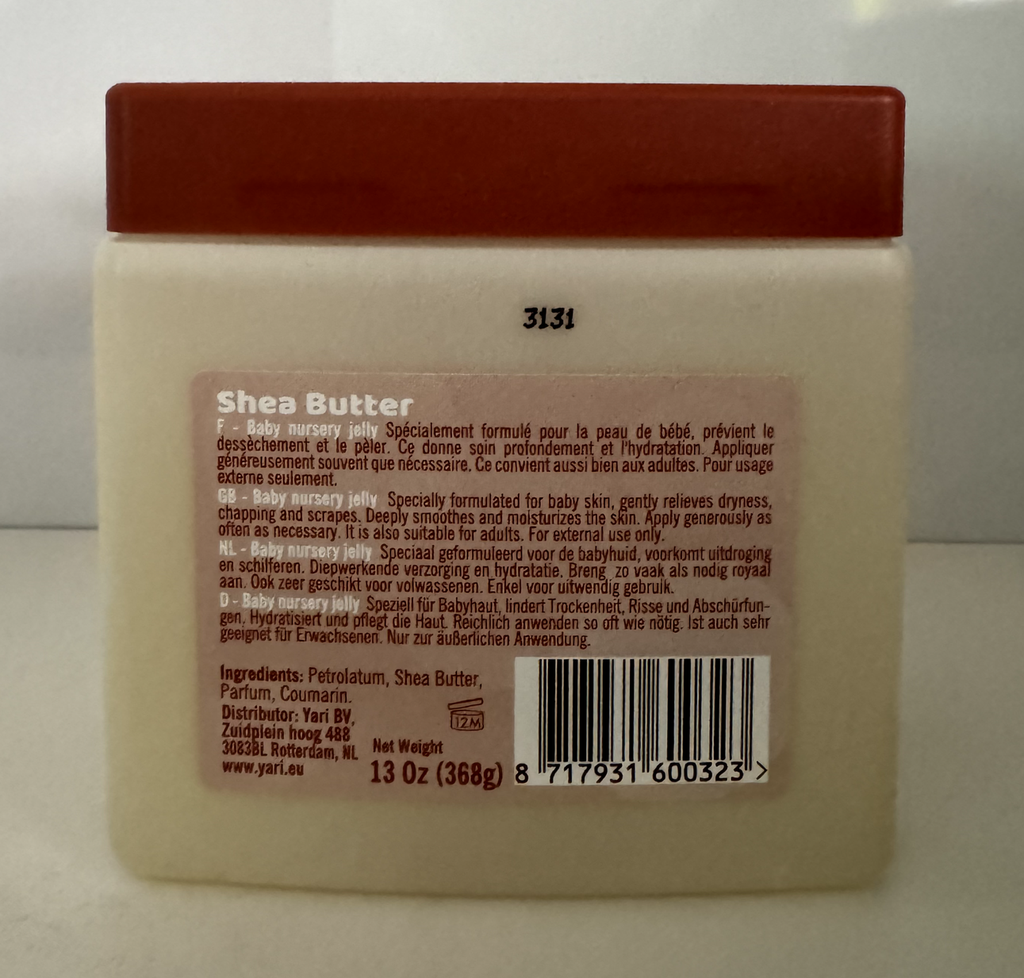 3131
Shea Butter
F - Baby nursery jelly Spécialement formulé pour la peau de bébé, prévient le
dessèchement et le pèler. Ce donne soin profondement et l'hydratation. Appliquer
généreusement souvent que nécessaire. Ce convient aussi bien aux adultes. Pour usage
externe seulement.
GB - Baby nursery jelly Specially formulated for baby skin, gently relieves dryness,
chapping and scrapes. Deeply smoothes and moisturizes the skin. Apply generously as
often as necessary. It is also suitable for adults. For external use only.
NL - Baby nursery jelly Speciaal geformuleerd voor de babyhuid, voorkomt uitdroging
en schilferen. Diepwerkende verzorging en hydratatie. Breng zo vaak als nodig royaal
aan. Ook zeer geschikt voor volwassenen. Enkel voor uitwendig gebruik.
D - Baby nursery jelly Speziell für Babyhaut, lindert Trockenheit, Risse und Abschürfun-
gen. Hydratisiert und pflegt die Haut. Reichlich anwenden so oft wie nötig. Ist auch sehr
geeignet für Erwachsenen. Nur zur äußerlichen Anwendung.
Ingredients: Petrolatum, Shea Butter,
Parfum, Coumarin.
Distributor: Yari BV,
Zuidplein hoog 488
3083BL Rotterdam, NL
www.yari.eu
12M
Net Weight
13 Oz (368g)
8 717931 600323 >